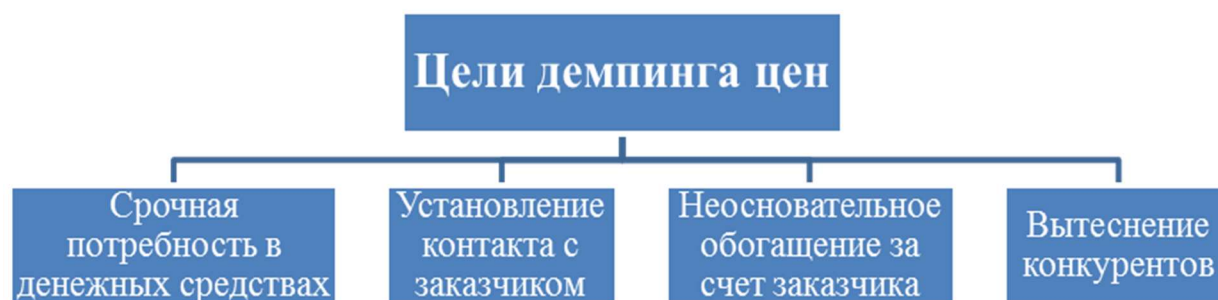 Цели демпинга цен
Срочная
потребность в
денежных средствах
Установление
контакта с
заказчиком
Неосновательное
обогащение за
счет заказчика
Вытеснение
конкурентов